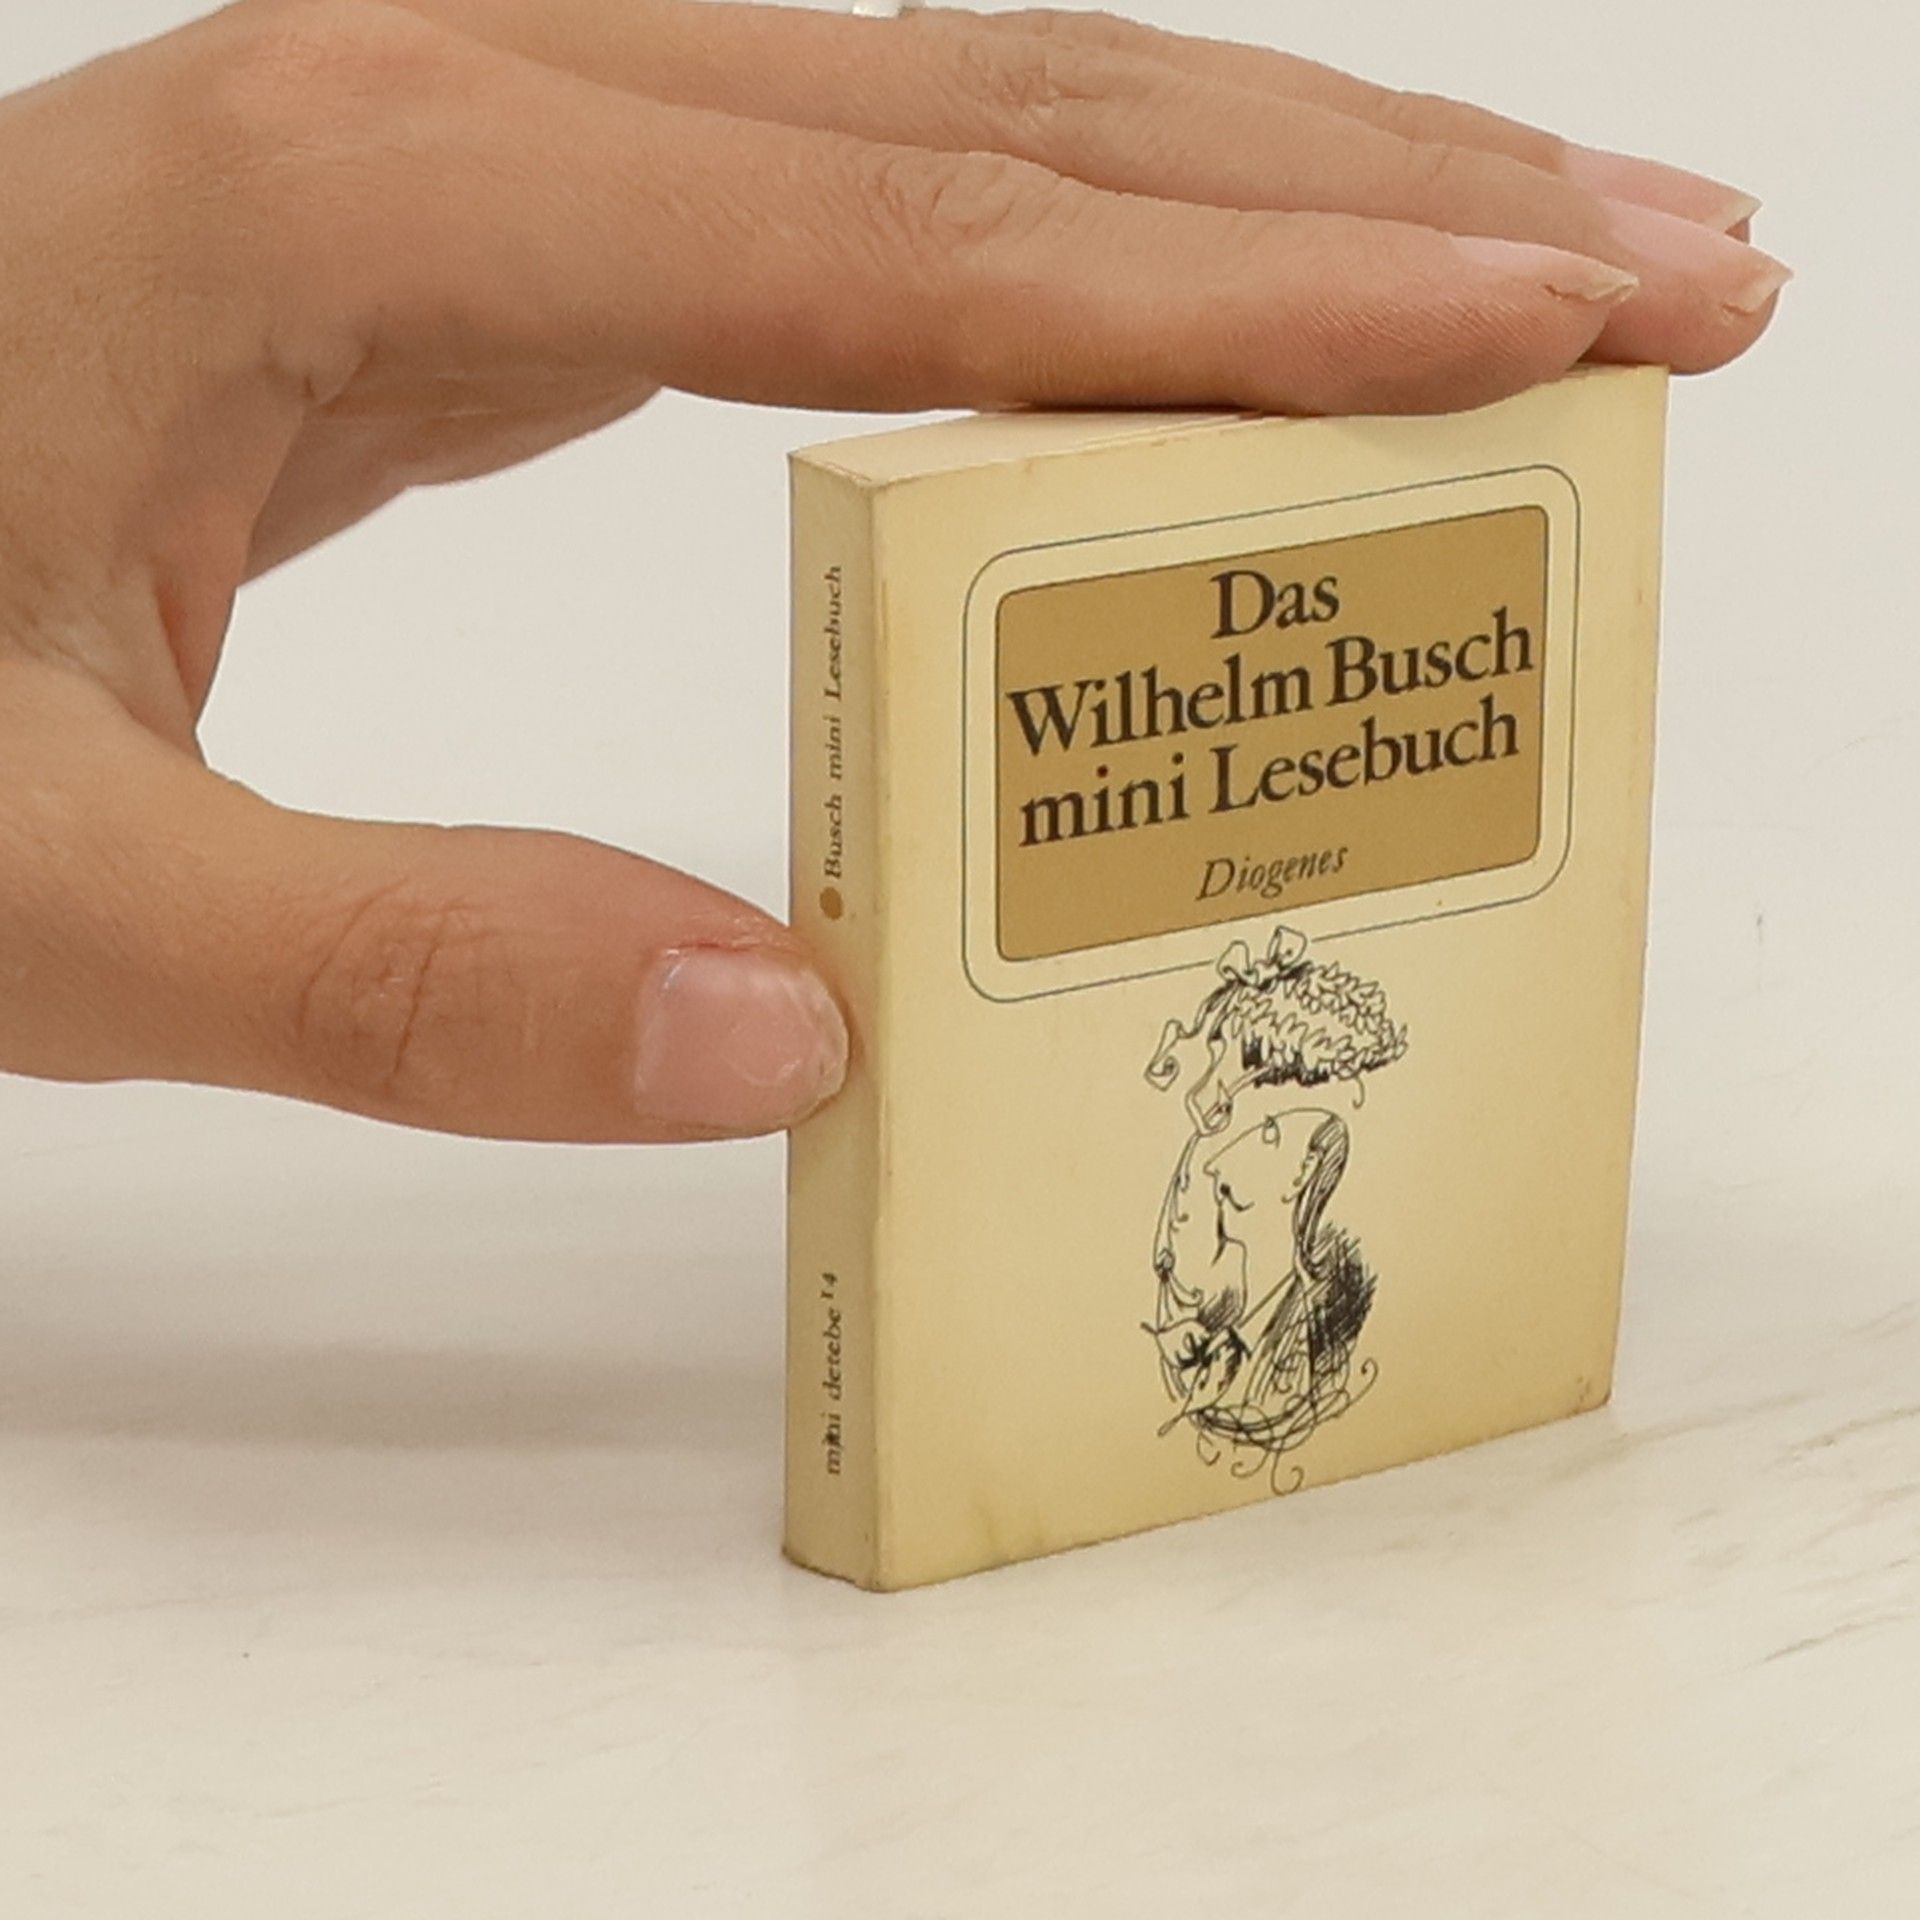 Das
Wilhelm Busch
mini Lesebuch
Diogenes
Busch mini Lesebuch
mini detebe 14